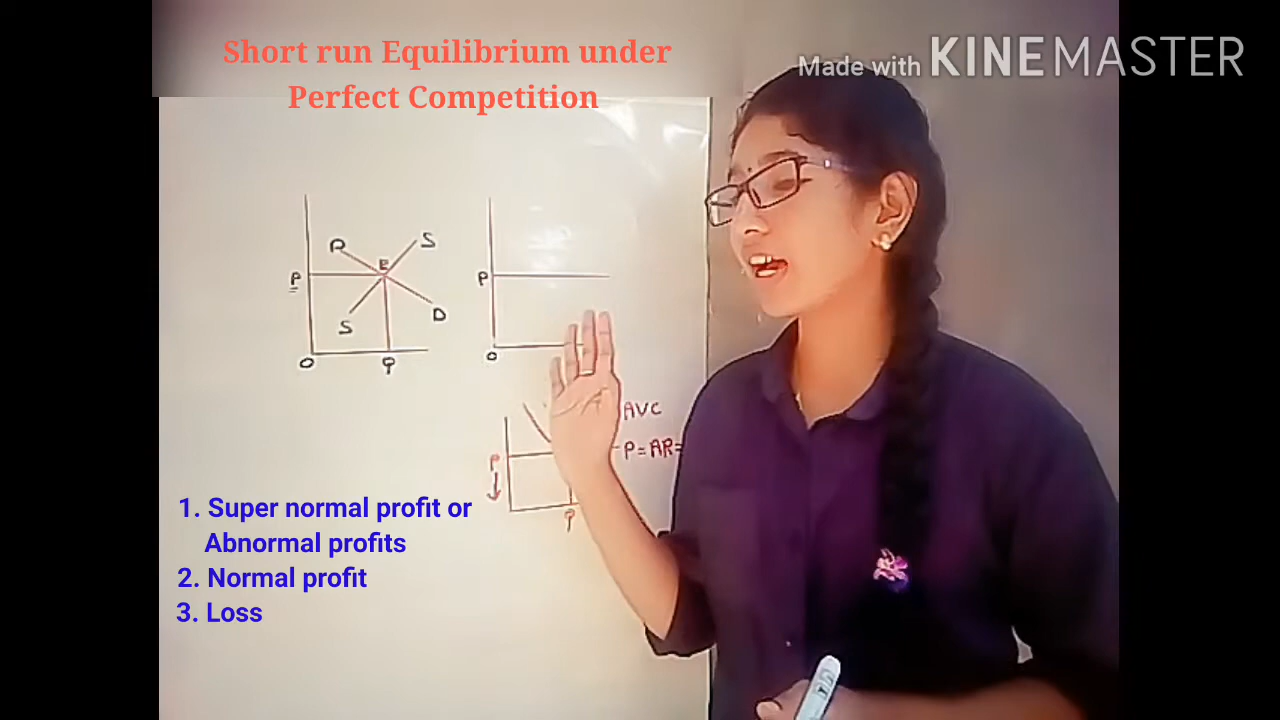 Short run Equilibrium under
Perfect Competition
Made with KINEMASTER
D S
E
P
S D
O Q
P
O
AVC
P=AR=
P
Q
1. Super normal profit or
Abnormal profits
2. Normal profit
3. Loss